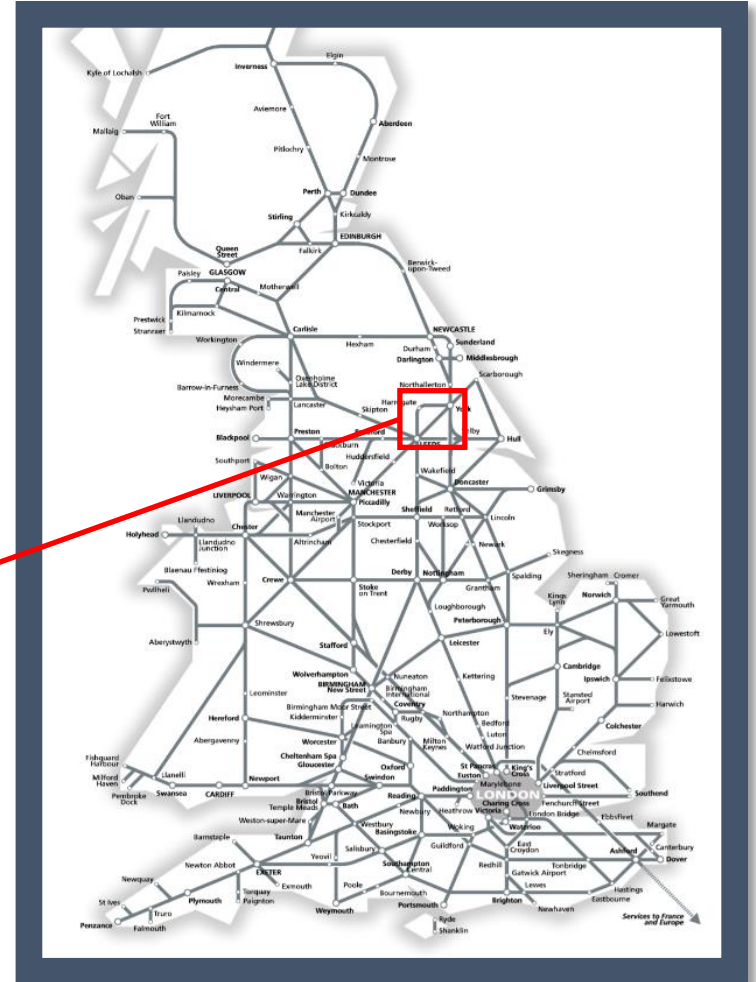 Elgin
Inverness
Kyle of Lochalsh
Aviemore
Fort
William
Aberdeen
Mallaig
Pitlochry
Montrose
Perth
Dundee
Oban
Stirling
Kirkcaldy
EDINBURGH
Queen
Street
Falkirk
Berwick-
upon-Tweed
Paisley
GLASGOW
Central
Motherwell
Prestwick
Kilmarnock
Stranraer
Carlisle
NEWCASTLE
Workington
Hexham
Sunderland
Durham
Darlington
Middlesbrough
Windermere
Scarborough
Oxenholme
Lake District
Northallerton
Barrow-in-Furness
Morecambe
Heysham Port
Lancaster
Skipton
Harrogate
York
Blackpool
Preston
Selby
Hull
LEEDS
Blackburn
Huddersfield
Southport
Bolton
Wakefield
Wigan
Victoria
Doncaster
LIVERPOOL
Warrington
MANCHESTER
Piccadilly
Grimsby
Manchester
Airport
Sheffield
Retford
Llandudno
Stockport
Worksop
Lincoln
Holyhead
Chester
Llandudno
Junction
Altrincham
Chesterfield
Newark
Skegness
Blaenau Ffestiniog
Wrexham
Crewe
Stoke
on Trent
Derby
Nottingham
Spalding
Sheringham
Cromer
Pwllheli
Grantham
Kings
Lynn
Norwich
Great
Yarmouth
Loughborough
Shrewsbury
Peterborough
Aberystwyth
Stafford
Leicester
Ely
Lowestoft
Wolverhampton
Nuneaton
Kettering
Cambridge
BIRMINGHAM
New Street
Birmingham
International
Ipswich
Felixstowe
Leominster
Stevenage
Stansted
Airport
Birmingham Moor Street
Coventry
Harwich
Kidderminster
Rugby
Northampton
Hereford
Leamington
Spa
Bedford
Colchester
Worcester
Banbury
Milton
Keynes
Luton
Abergavenny
Watford Junction
Chelmsford
Fishguard
Harbour
Cheltenham Spa
Gloucester
Oxford
St Pancras
King's
Cross
Euston
Stratford
Milford
Haven
Llanelli
Newport
Swindon
Paddington
Marylebone
Liverpool Street
Pembroke
Dock
Swansea
CARDIFF
Bristol Parkway
Bristol
Temple Meads
Bath
Reading
LONDON
Southend
Charing Cross
Fenchurch Street
Weston-super-Mare
Newbury
Heathrow
Victoria
London Bridge
Ebbsfleet
Barnstaple
Westbury
Basingstoke
Woking
Waterloo
Margate
Taunton
Salisbury
Guildford
East
Croydon
Canterbury
Newton Abbot
Yeovil
Southampton
Central
Redhill
Tonbridge
Ashford
Dover
EXETER
Gatwick Airport
Newquay
Exmouth
Poole
Lewes
Torquay
Paignton
Bournemouth
Hastings
St Ives
Plymouth
Weymouth
Portsmouth
Brighton
Eastbourne
Truro
Newhaven
Penzance
Falmouth
Ryde
Shanklin
Services to France
and Europe